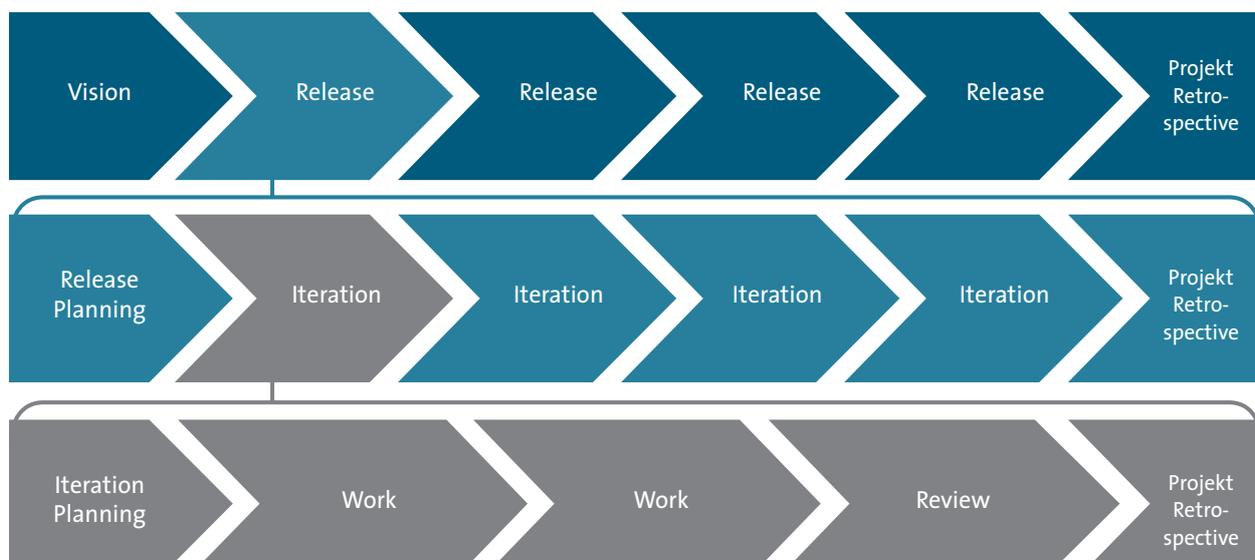 Vision
Release
Release
Release
Release
Projekt
Retro-
spective
Release
Planning
Iteration
Iteration
Iteration
Iteration
Projekt
Retro-
spective
Iteration
Planning
Work
Work
Review
Projekt
Retro-
spective